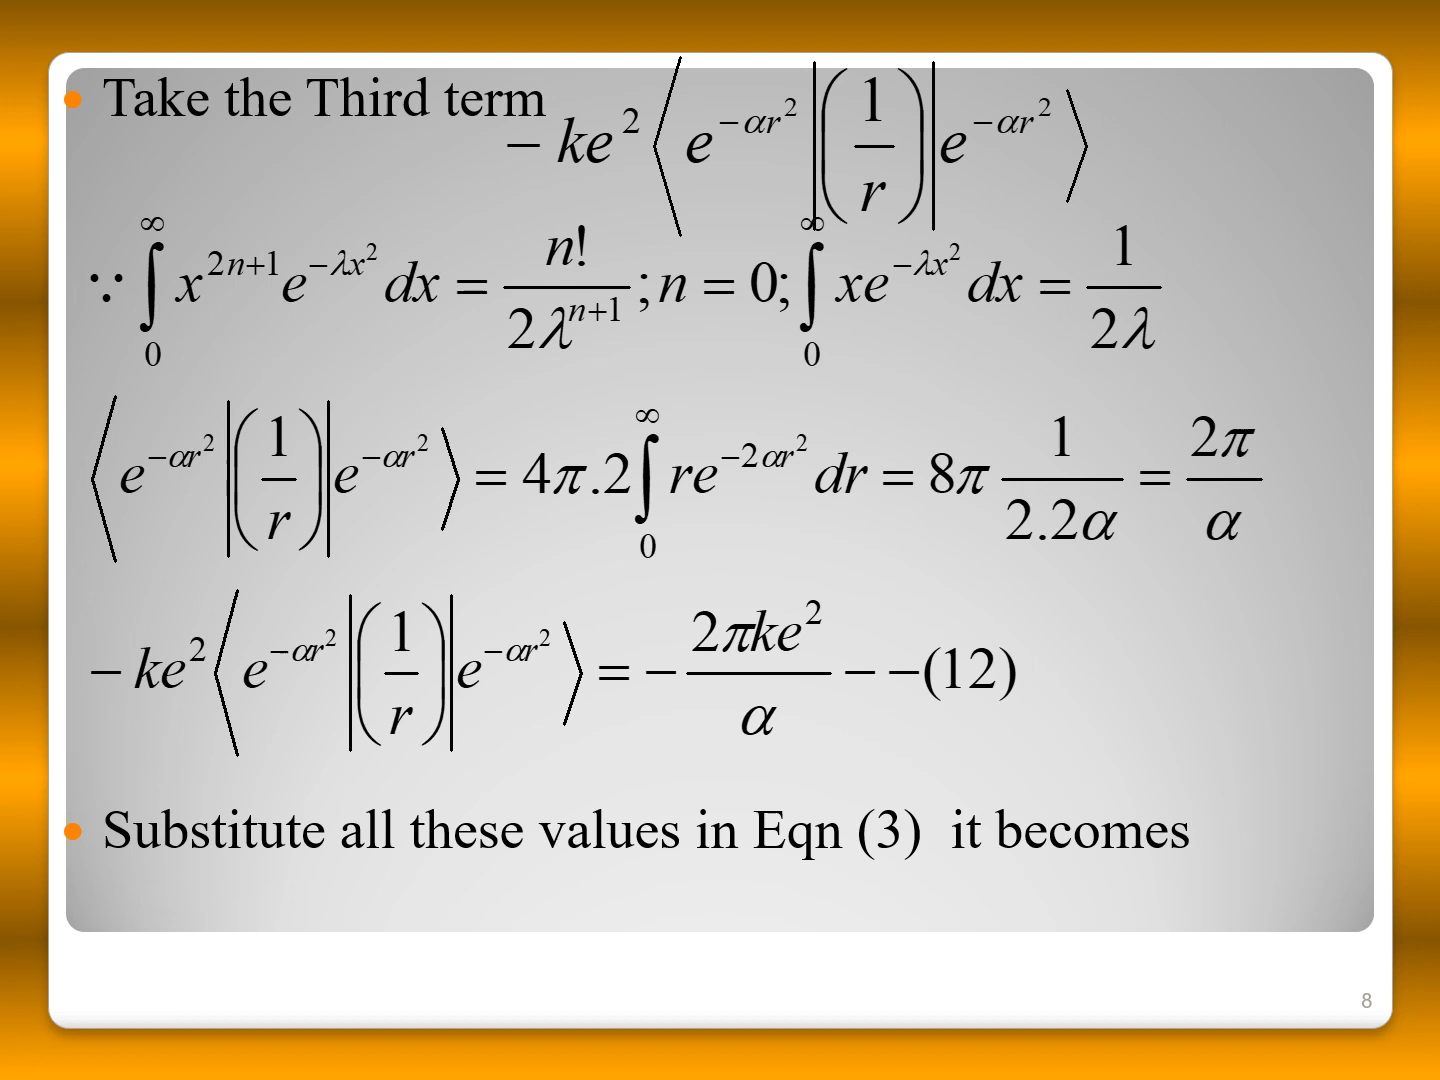 • Take the Third term
− ke² ⟨ e^{−αr²} | (1/r) | e^{−αr²} ⟩
∵ ∫₀^∞ x^{2n+1} e^{−λx²} dx = n! / 2λ^{n+1} ; n = 0; ∫₀^∞ xe^{−λx²} dx = 1 / 2λ
⟨ e^{−αr²} | (1/r) | e^{−αr²} ⟩ = 4π.2 ∫₀^∞ re^{−2αr²} dr = 8π 1 / 2.2α = 2π / α
− ke² ⟨ e^{−αr²} | (1/r) | e^{−αr²} ⟩ = − 2πke² / α − −(12)
• Substitute all these values in Eqn (3) it becomes
8